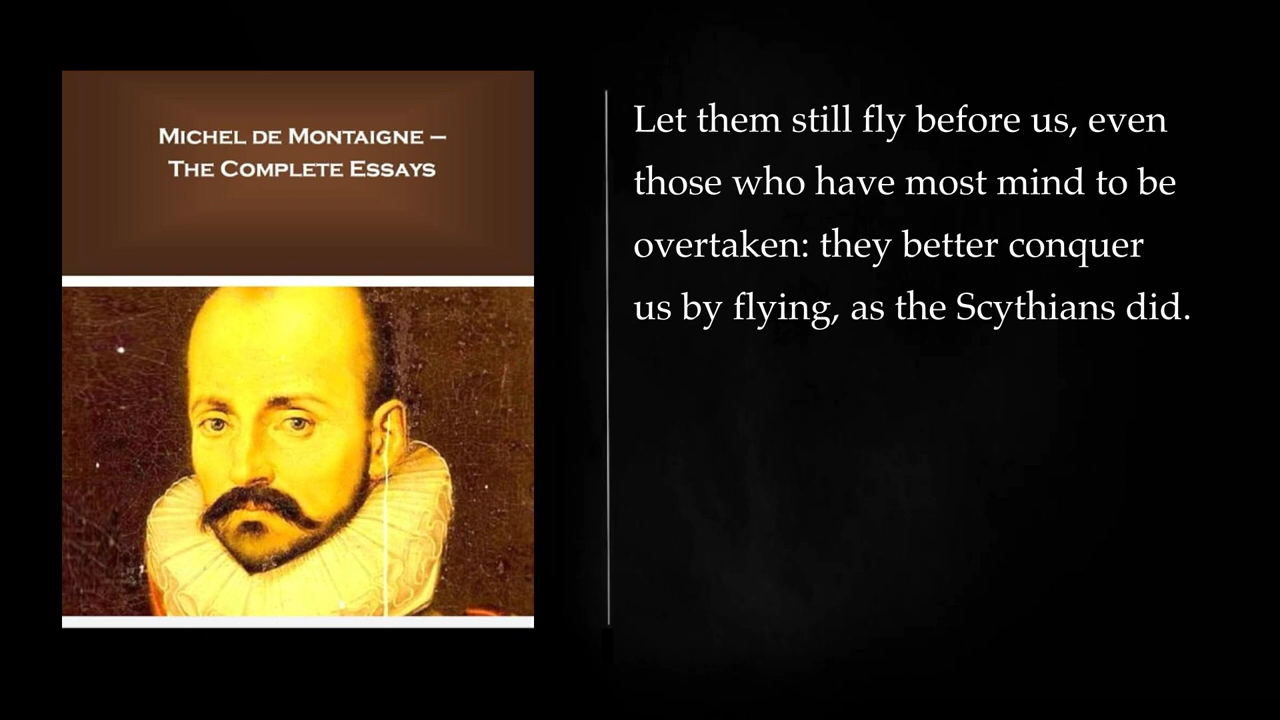 MICHEL DE MONTAIGNE –
THE COMPLETE ESSAYS
Let them still fly before us, even
those who have most mind to be
overtaken: they better conquer
us by flying, as the Scythians did.